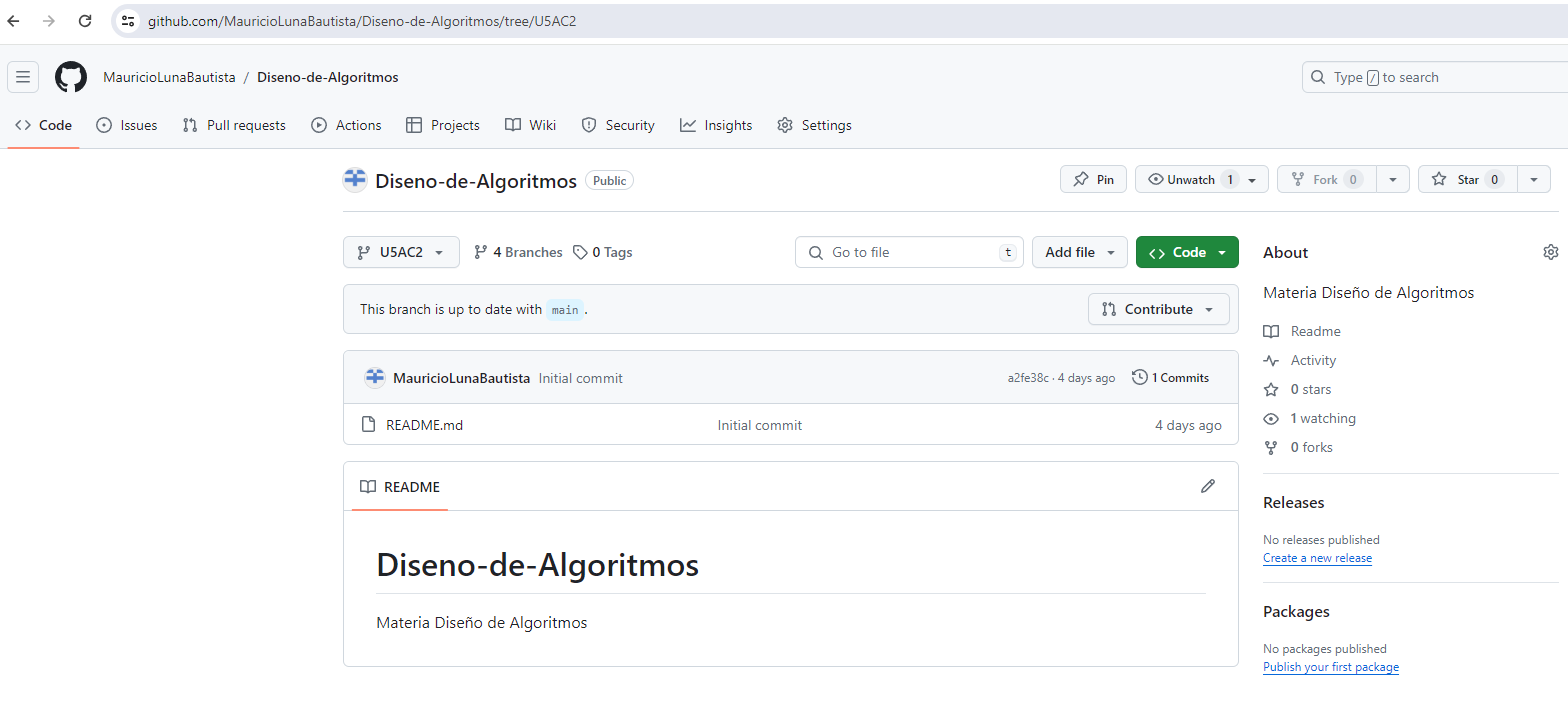 github.com/MauricioLunaBautista/Diseno-de-Algoritmos/tree/U5AC2
MauricioLunaBautista / Diseno-de-Algoritmos
Type / to search
Code Issues Pull requests Actions Projects Wiki Security Insights Settings
Diseno-de-Algoritmos Public
Pin Unwatch 1 Fork 0 Star 0
U5AC2 4 Branches 0 Tags Go to file t Add file Code
This branch is up to date with main . Contribute
MauricioLunaBautista Initial commit a2fe38c · 4 days ago 1 Commits
README.md Initial commit 4 days ago
README
Diseno-de-Algoritmos
Materia Diseño de Algoritmos
About
Materia Diseño de Algoritmos
Readme
Activity
0 stars
1 watching
0 forks
Releases
No releases published
Create a new release
Packages
No packages published
Publish your first package